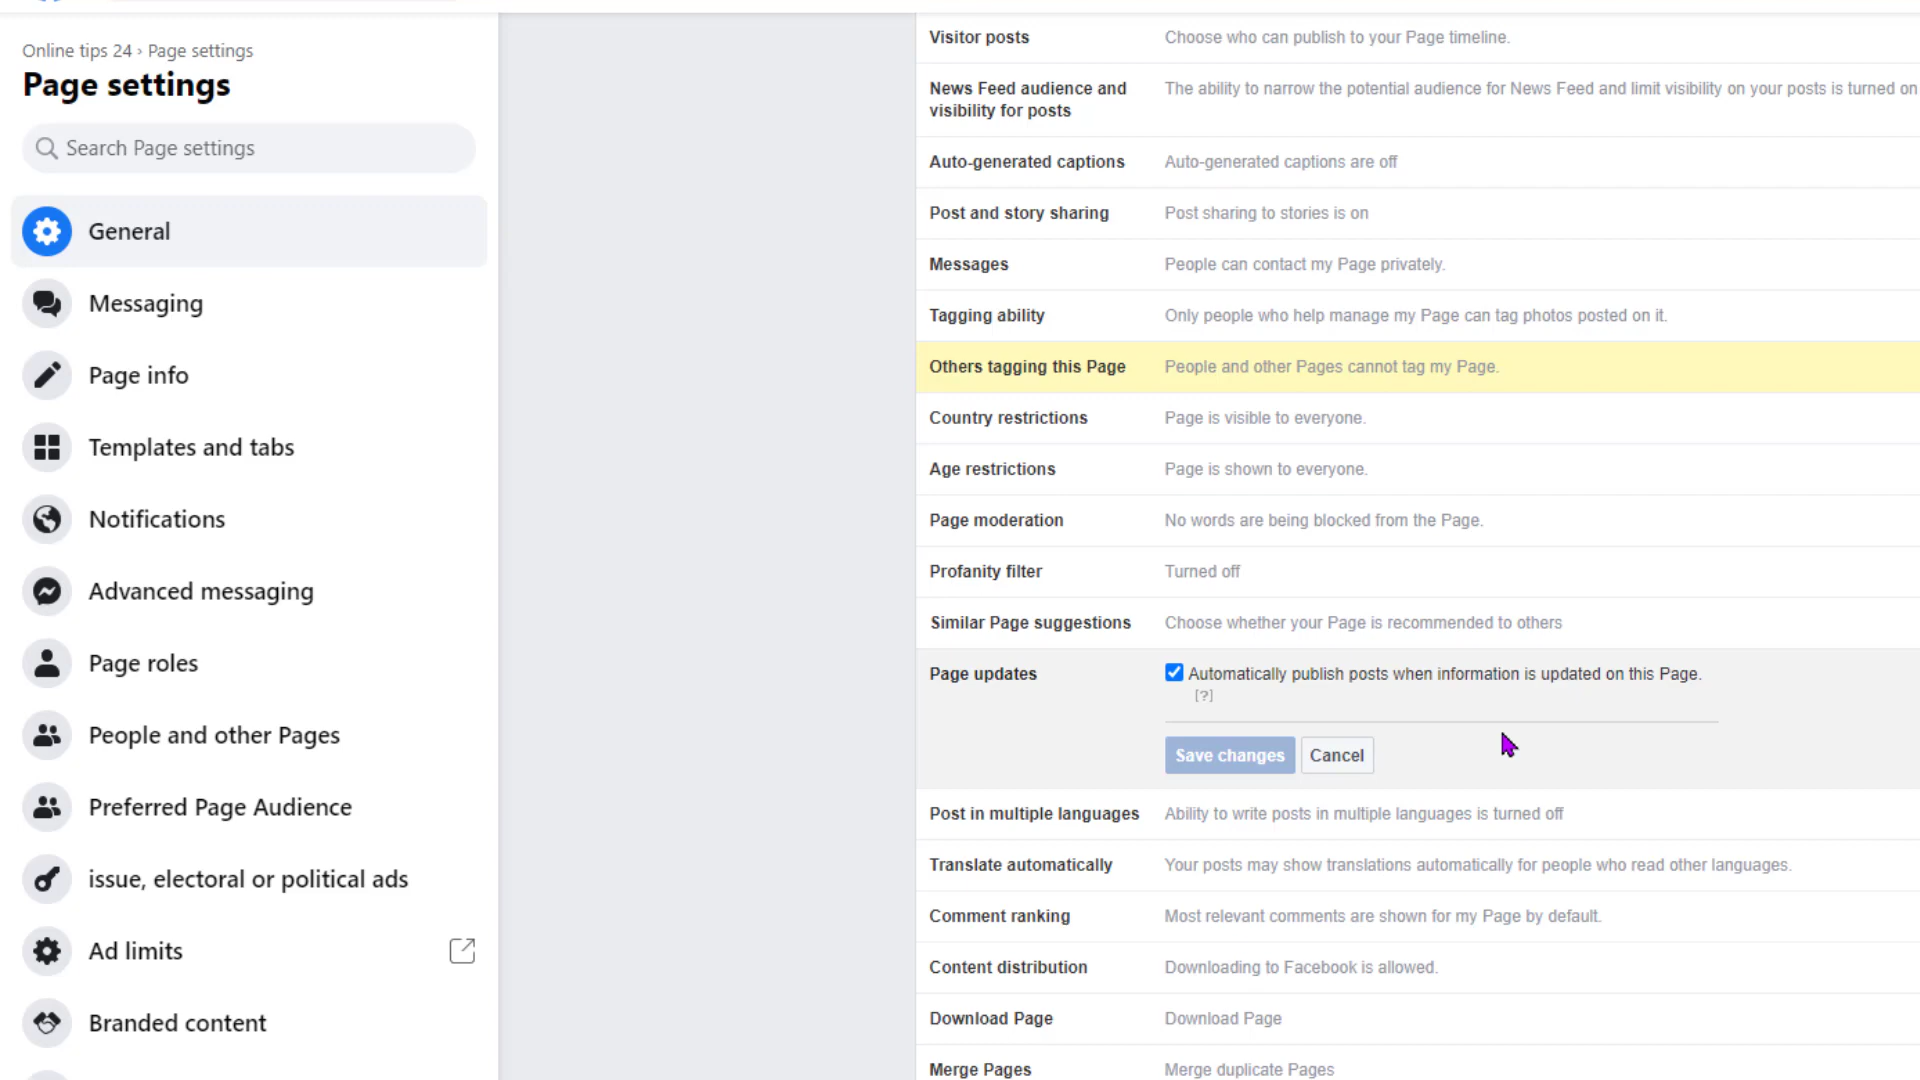 Online tips 24 › Page settings
Page settings
Search Page settings
General
Messaging
Page info
Templates and tabs
Notifications
Advanced messaging
Page roles
People and other Pages
Preferred Page Audience
issue, electoral or political ads
Ad limits
Branded content
Visitor posts Choose who can publish to your Page timeline.
News Feed audience and The ability to narrow the potential audience for News Feed and limit visibility on your posts is turned on
visibility for posts
Auto-generated captions Auto-generated captions are off
Post and story sharing Post sharing to stories is on
Messages People can contact my Page privately.
Tagging ability Only people who help manage my Page can tag photos posted on it.
Others tagging this Page People and other Pages cannot tag my Page.
Country restrictions Page is visible to everyone.
Age restrictions Page is shown to everyone.
Page moderation No words are being blocked from the Page.
Profanity filter Turned off
Similar Page suggestions Choose whether your Page is recommended to others
Page updates Automatically publish posts when information is updated on this Page.
[?]
Save changes Cancel
Post in multiple languages Ability to write posts in multiple languages is turned off
Translate automatically Your posts may show translations automatically for people who read other languages.
Comment ranking Most relevant comments are shown for my Page by default.
Content distribution Downloading to Facebook is allowed.
Download Page Download Page
Merge Pages Merge duplicate Pages